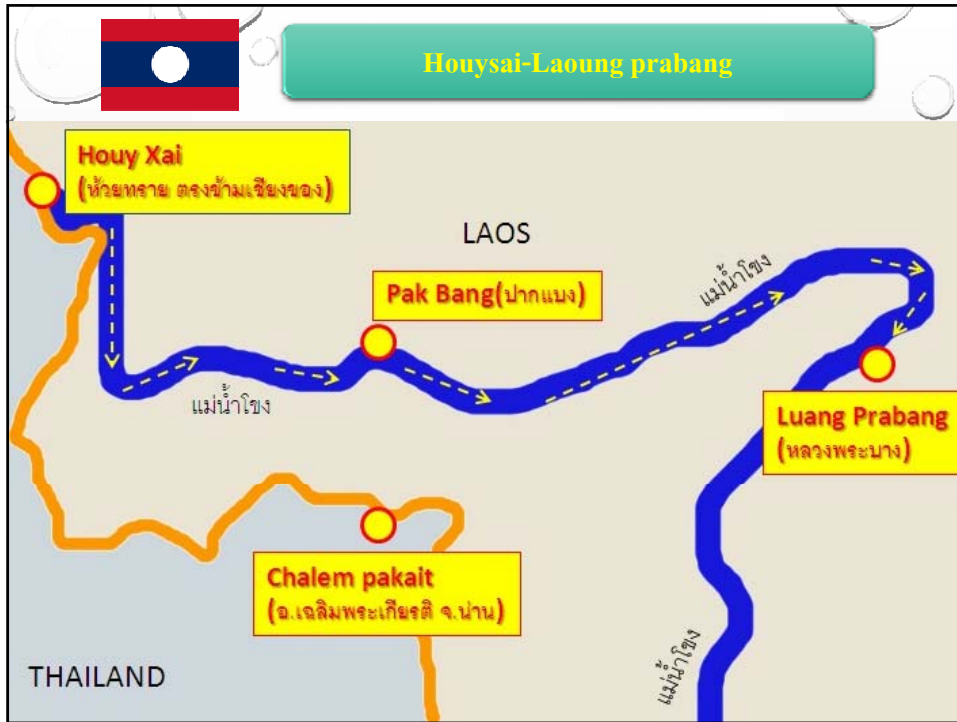 Houysai-Laoung prabang
Houy Xai
(ห้วยทราย ตรงข้ามเชียงของ)
LAOS
แม่น้ำโขง
Pak Bang(ปากแบง)
แม่น้ำโขง
Luang Prabang
(หลวงพระบาง)
Chalem pakait
(อ.เฉลิมพระเกียรติ จ.น่าน)
แม่น้ำโขง
THAILAND